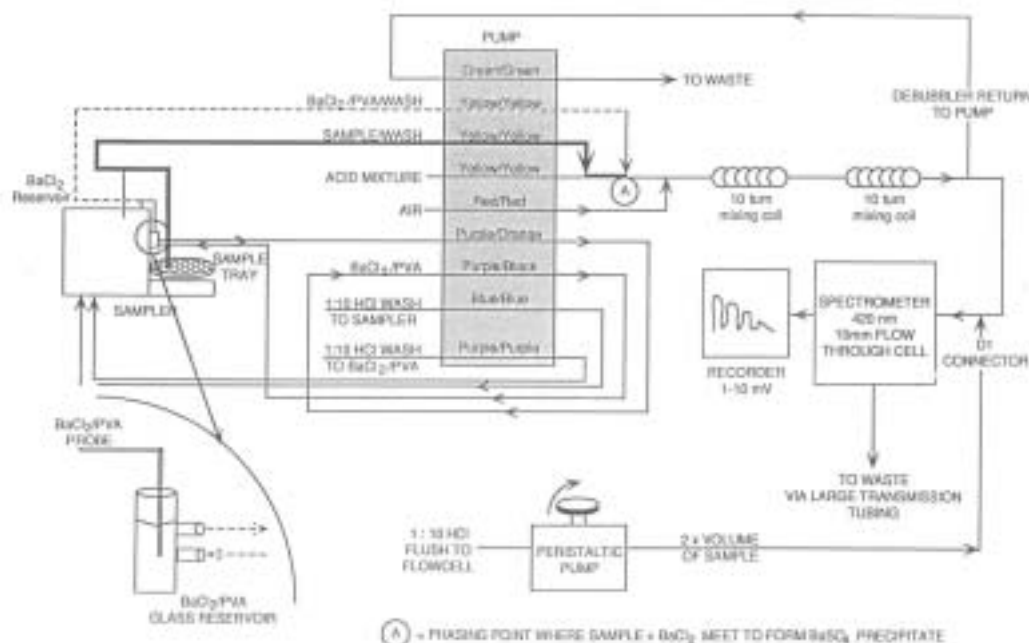 PUMP
Green/Green
TO WASTE
BaCl2-/PVA/WASH
Yellow/Yellow
DEBUBBLER RETURN
TO PUMP
SAMPLE/WASH
Yellow/Yellow
BaCl2
Reservoir
ACID MIXTURE
Yellow/Yellow
A
10 turn
mixing coil
10 turn
mixing coil
AIR
Red/Red
Purple/Orange
SAMPLE
TRAY
BaCl2/PVA
Purple/Black
SAMPLER
1:10 HCl WASH
TO SAMPLER
Blue/Blue
1:10 HCl WASH
TO BaCl2/PVA
Purple/Purple
RECORDER
1-10 mV
SPECTROMETER
420 nm
10mm FLOW
THROUGH CELL
D1
CONNECTOR
BaCl2/PVA
PROBE
TO WASTE
VIA LARGE TRANSMISSION
TUBING
1 : 10 HCl
FLUSH TO
FLOWCELL
PERISTALTIC
PUMP
2 x VOLUME
OF SAMPLE
BaCl2/PVA
GLASS RESERVOIR
A = PHASING POINT WHERE SAMPLE + BaCl2 MEET TO FORM BaSO4 PRECIPITATE